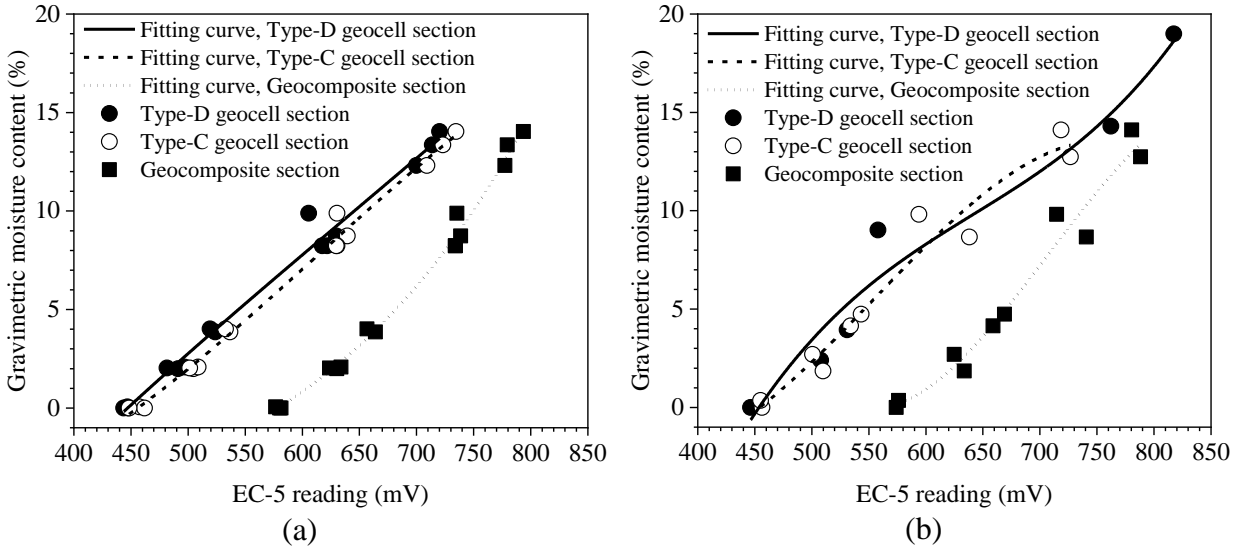 Gravimetric moisture content (%)
20
15
10
5
0
Fitting curve, Type-D geocell section
Fitting curve, Type-C geocell section
Fitting curve, Geocomposite section
Type-D geocell section
Type-C geocell section
Geocomposite section
400 450 500 550 600 650 700 750 800 850
EC-5 reading (mV)
(a)
Gravimetric moisture content (%)
20
15
10
5
0
Fitting curve, Type-D geocell section
Fitting curve, Type-C geocell section
Fitting curve, Geocomposite section
Type-D geocell section
Type-C geocell section
Geocomposite section
400 450 500 550 600 650 700 750 800 850
EC-5 reading (mV)
(b)